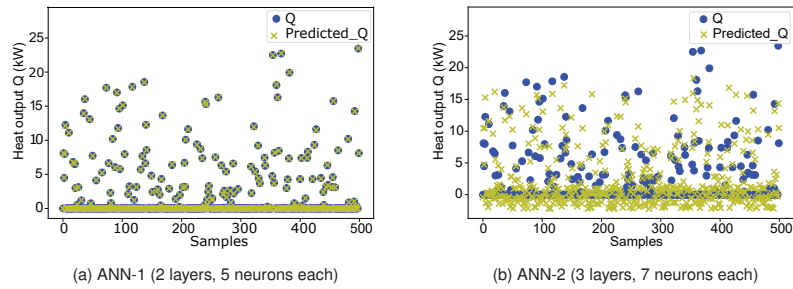 Q
Predicted_Q
Heat output Q (kW)
25
20
15
10
5
0
0
100
200
300
400
500
Samples
(a) ANN-1 (2 layers, 5 neurons each)
Q
Predicted_Q
Heat output Q (kW)
25
20
15
10
5
0
0
100
200
300
400
500
Samples
(b) ANN-2 (3 layers, 7 neurons each)